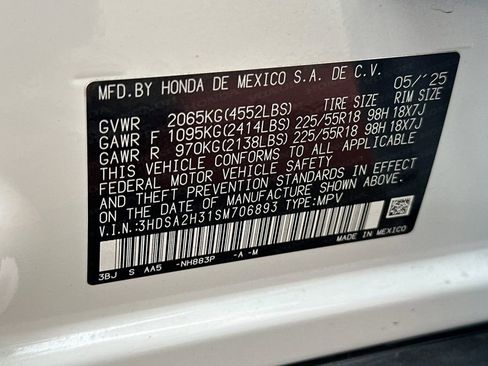 MFD.BY HONDA DE MEXICO S.A. DE C.V. 05/'25
TIRE SIZE RIM SIZE
GVWR 2065KG(4552LBS)
GAWR F 1095KG(2414LBS) 225/55R18 98H 18X7J
GAWR R 970KG(2138LBS) 225/55R18 98H 18X7J
THIS VEHICLE CONFORMS TO ALL APPLICABLE
FEDERAL MOTOR VEHICLE SAFETY
STANDARDS IN EFFECT
ON THE DATE OF MANUFACTURE SHOWN ABOVE.
V.I.N.:3HDSA2H31SM706893 TYPE:MPV
MADE IN MEXICO
3BJ S AA5 -NH883P -A -M